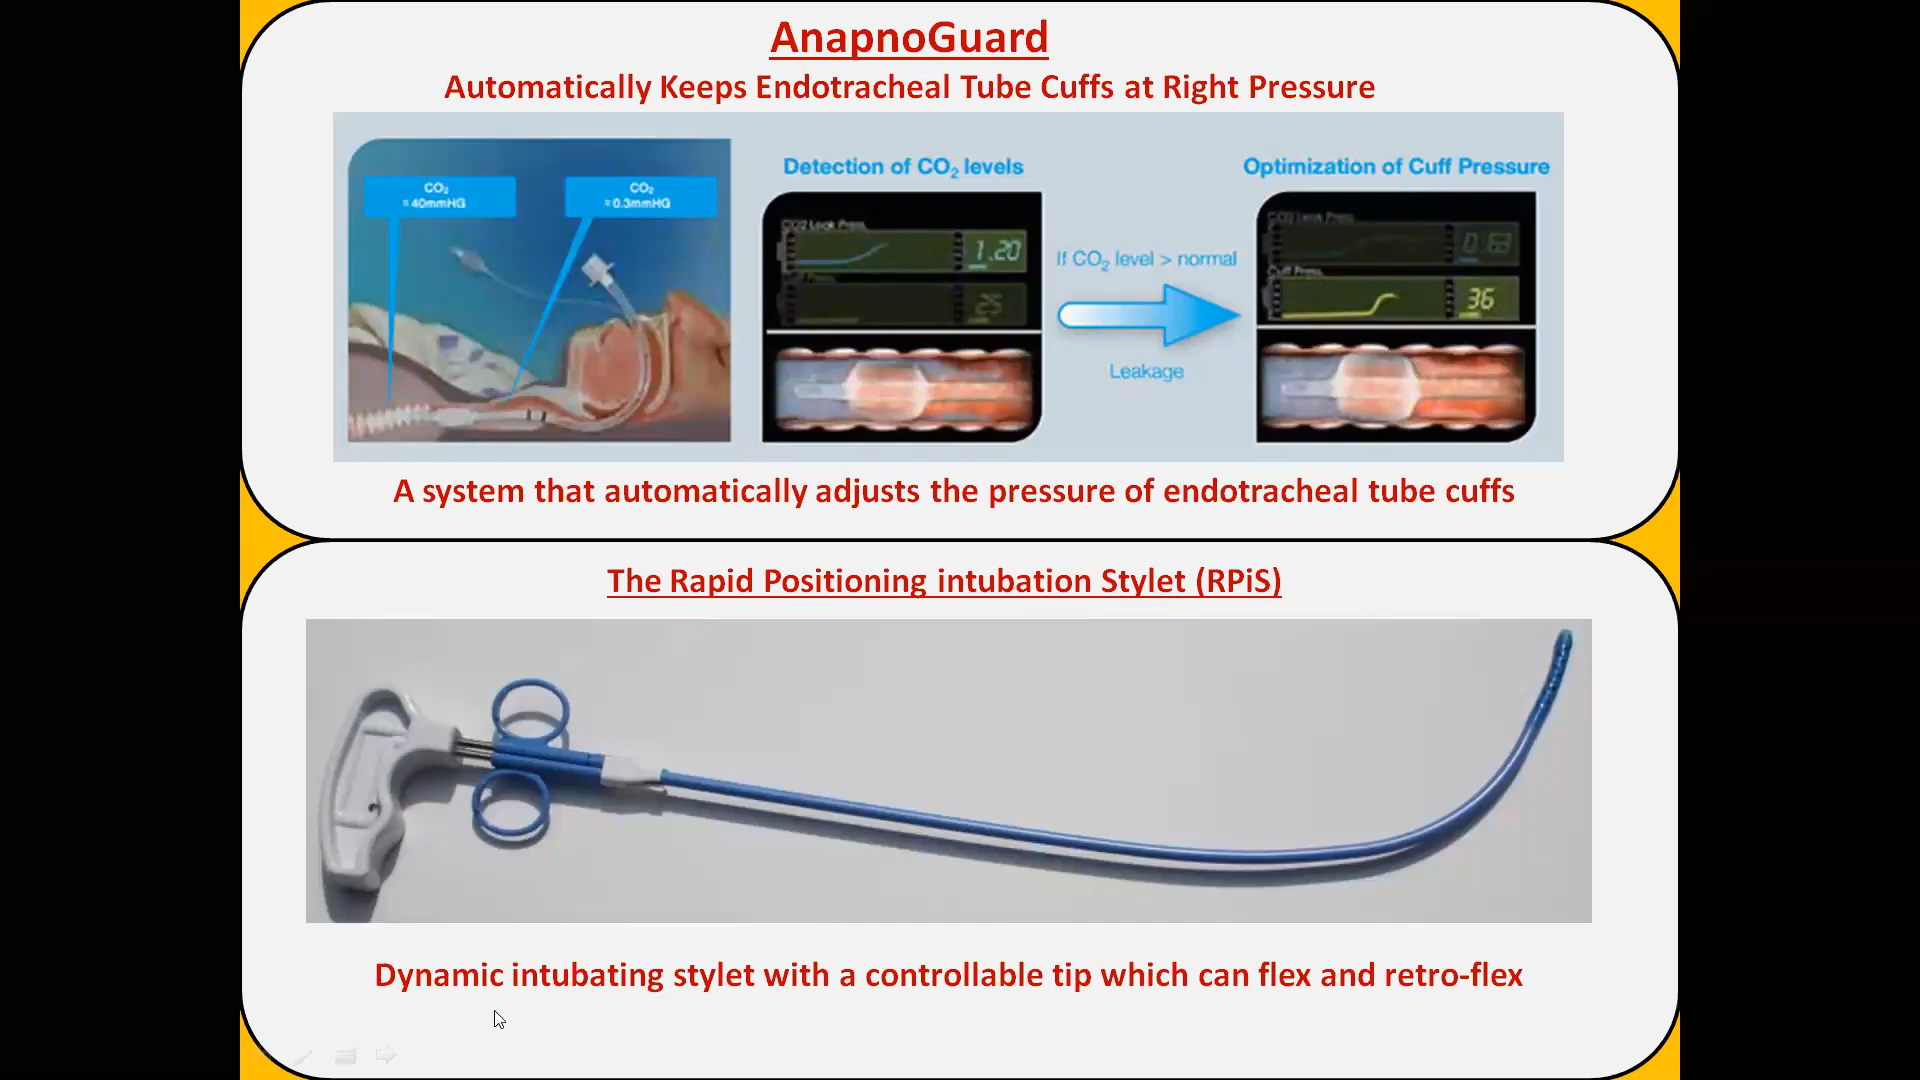 AnapnoGuard
Automatically Keeps Endotracheal Tube Cuffs at Right Pressure
CO₂
= 40mmHG
CO₂
= 0.3mmHG
Detection of CO₂ levels
CO2 Leak Press.
1.20
Press.
25
If CO₂ level > normal
Leakage
Optimization of Cuff Pressure
CO2 Leak Press.
Cuff Press.
36
A system that automatically adjusts the pressure of endotracheal tube cuffs
The Rapid Positioning intubation Stylet (RPiS)
Dynamic intubating stylet with a controllable tip which can flex and retro-flex